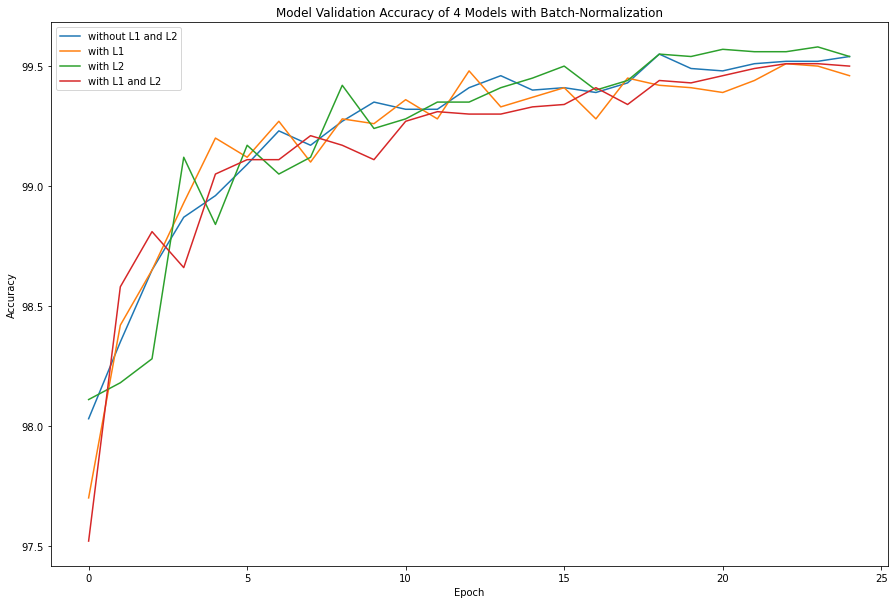 Model Validation Accuracy of 4 Models with Batch-Normalization
without L1 and L2
with L1
with L2
with L1 and L2
Accuracy
99.5
99.0
98.5
98.0
97.5
0 5 10 15 20 25
Epoch